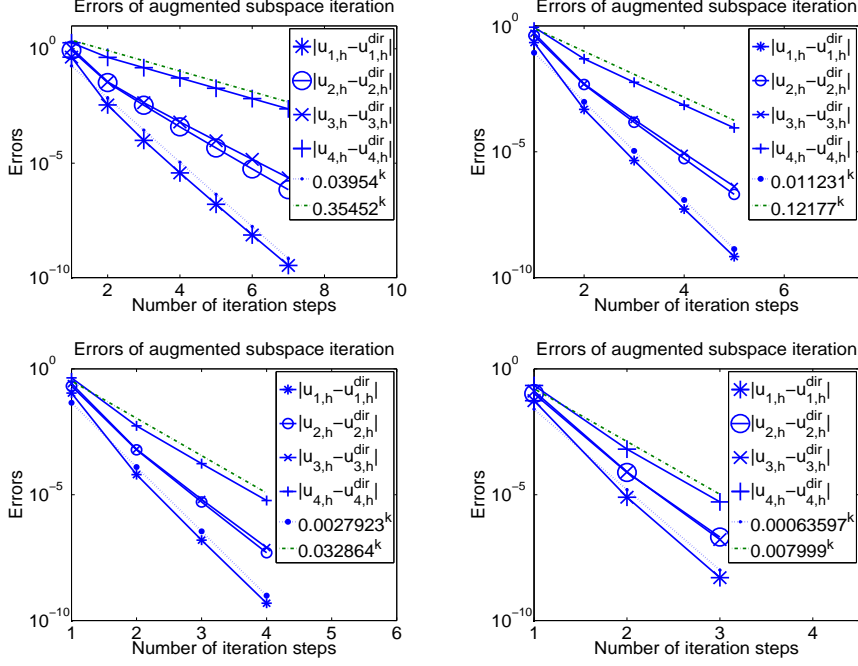 Errors of augmented subspace iteration
10^0
10^-5
10^-10
Errors
2 4 6 8 10
Number of iteration steps
|u_{1,h}−u_{1,h}^{dir}|
|u_{2,h}−u_{2,h}^{dir}|
|u_{3,h}−u_{3,h}^{dir}|
|u_{4,h}−u_{4,h}^{dir}|
0.03954^k
0.35452^k
Errors of augmented subspace iteration
10^0
10^-5
10^-10
Errors
2 4 6
Number of iteration steps
|u_{1,h}−u_{1,h}^{dir}|
|u_{2,h}−u_{2,h}^{dir}|
|u_{3,h}−u_{3,h}^{dir}|
|u_{4,h}−u_{4,h}^{dir}|
0.011231^k
0.12177^k
Errors of augmented subspace iteration
10^0
10^-5
10^-10
Errors
1 2 3 4 5 6
Number of iteration steps
|u_{1,h}−u_{1,h}^{dir}|
|u_{2,h}−u_{2,h}^{dir}|
|u_{3,h}−u_{3,h}^{dir}|
|u_{4,h}−u_{4,h}^{dir}|
0.0027923^k
0.032864^k
Errors of augmented subspace iteration
10^0
10^-5
10^-10
Errors
1 2 3 4
Number of iteration steps
|u_{1,h}−u_{1,h}^{dir}|
|u_{2,h}−u_{2,h}^{dir}|
|u_{3,h}−u_{3,h}^{dir}|
|u_{4,h}−u_{4,h}^{dir}|
0.00063597^k
0.007999^k